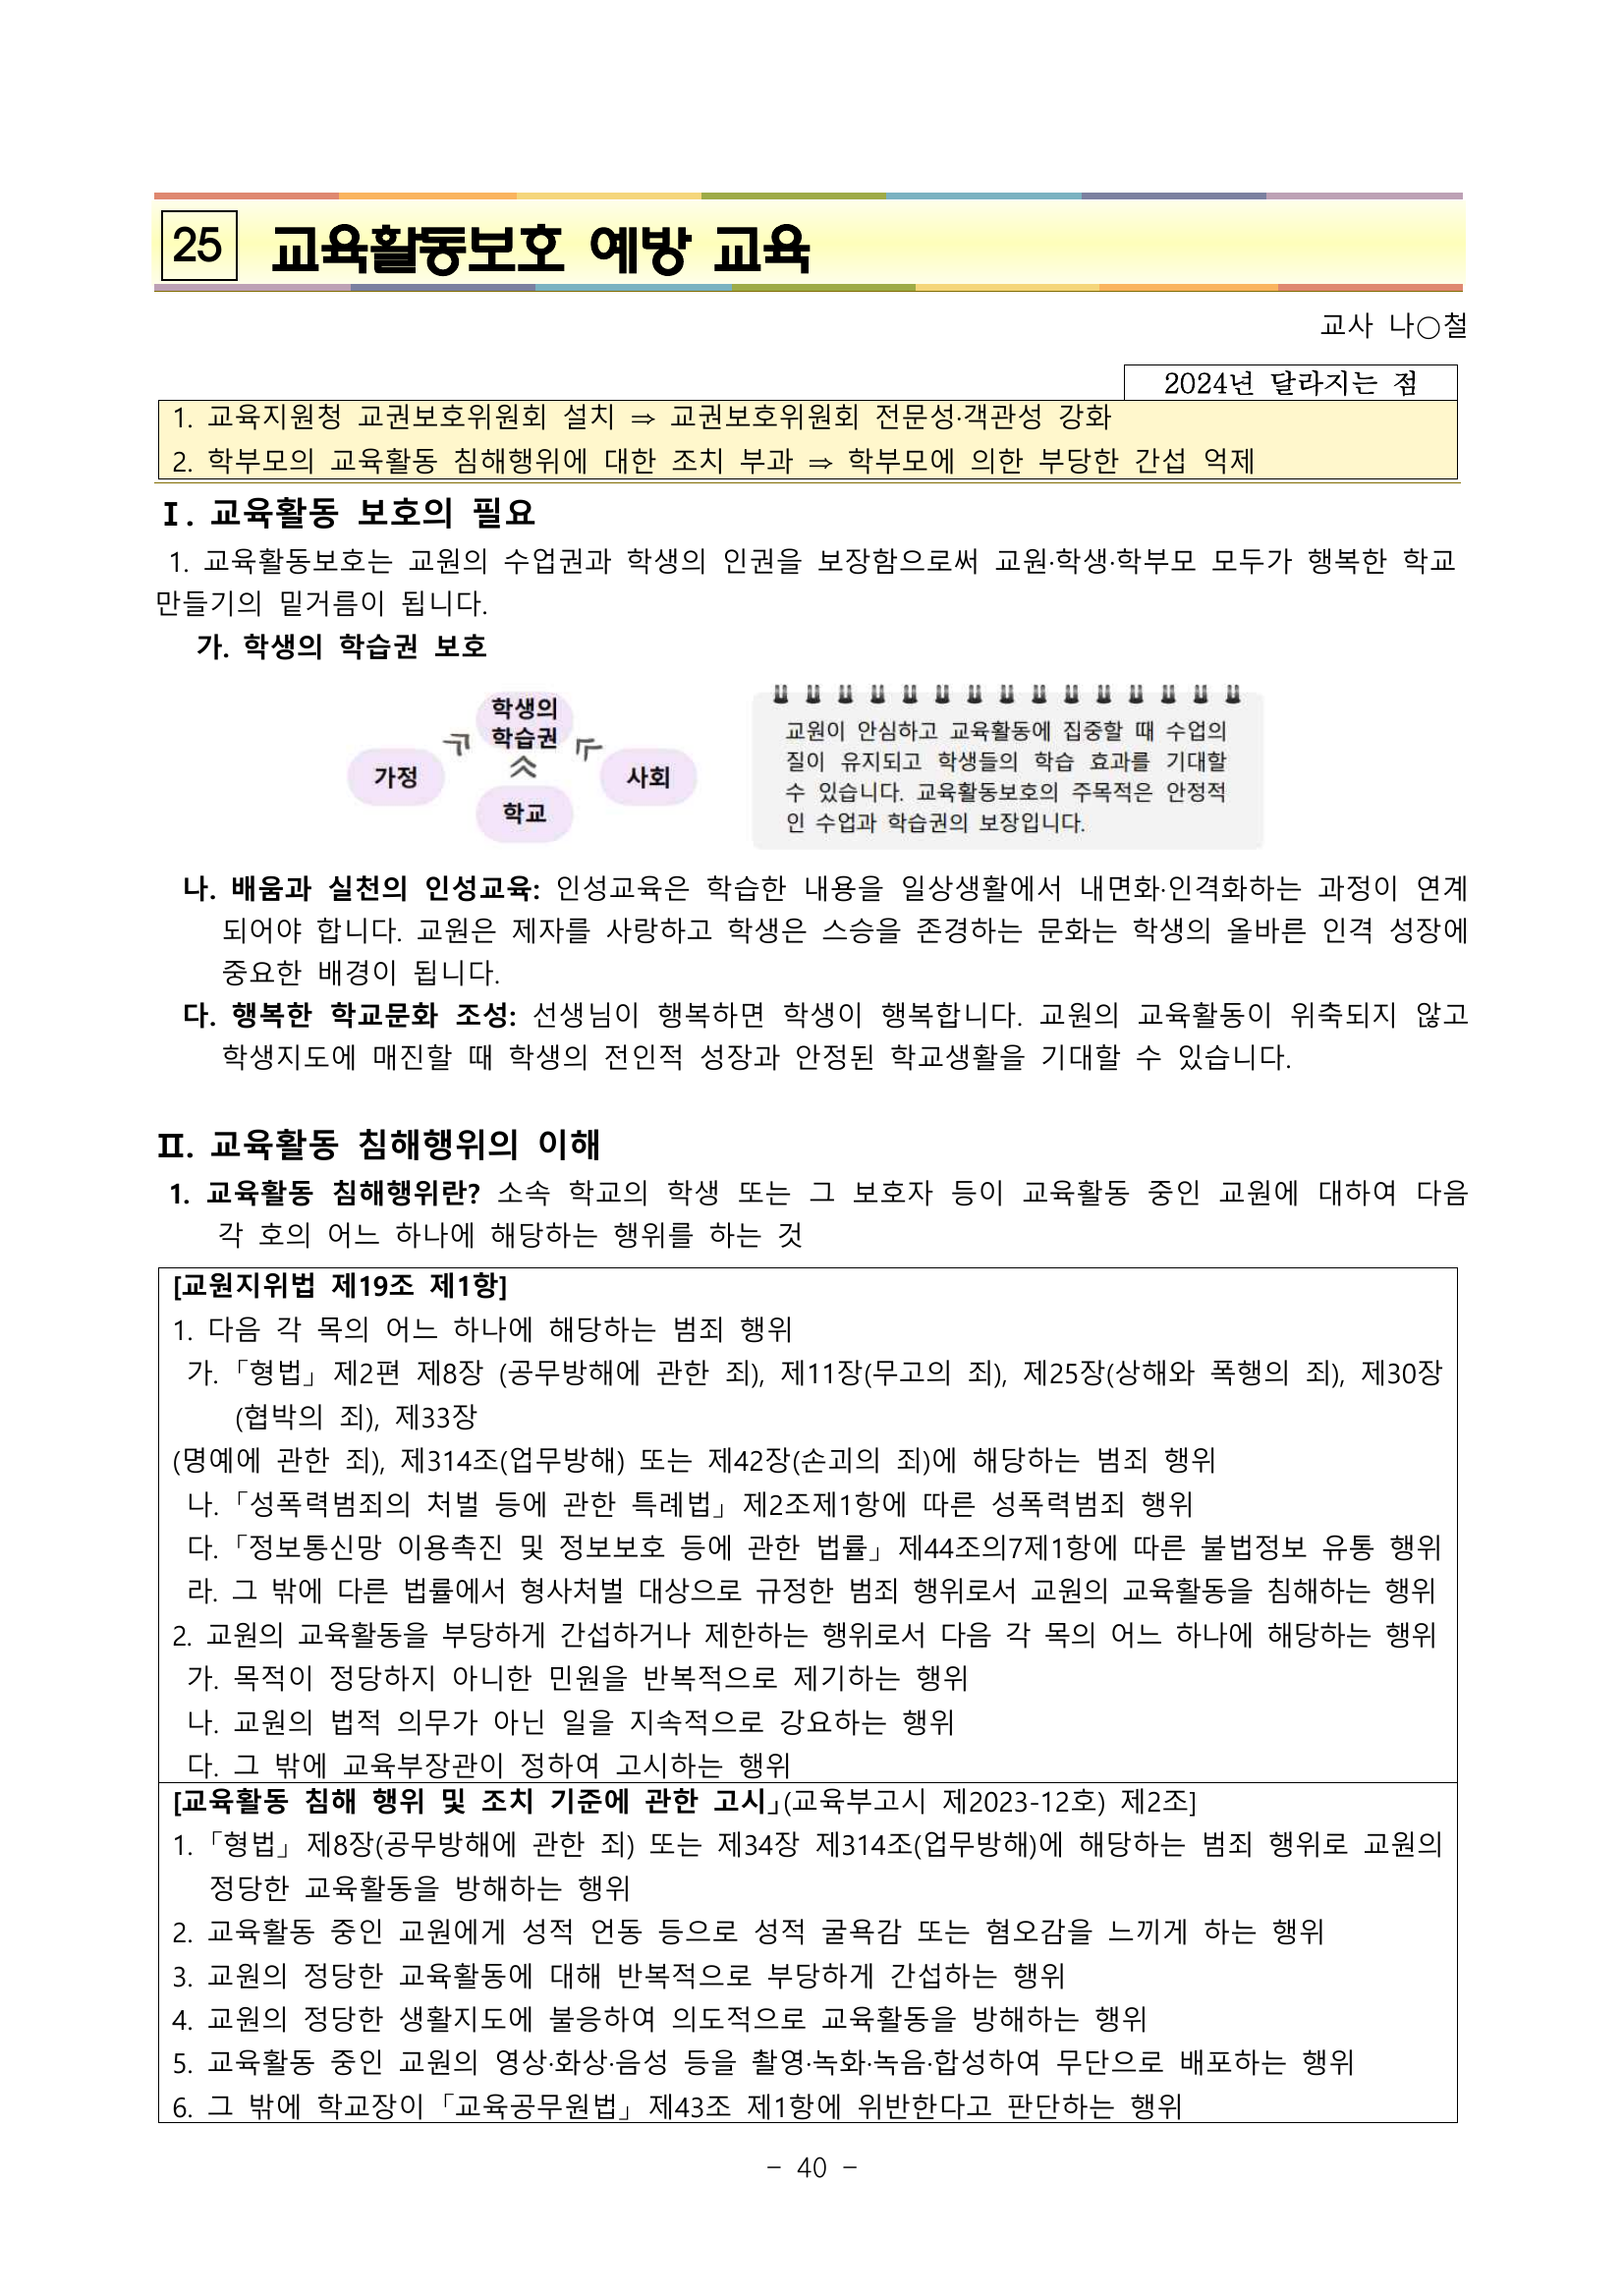 25 교육활동보호 예방 교육
교사 나○철
2024년 달라지는 점
1. 교육지원청 교권보호위원회 설치 ⇒ 교권보호위원회 전문성·객관성 강화
2. 학부모의 교육활동 침해행위에 대한 조치 부과 ⇒ 학부모에 의한 부당한 간섭 억제
Ⅰ. 교육활동 보호의 필요
1. 교육활동보호는 교원의 수업권과 학생의 인권을 보장함으로써 교원·학생·학부모 모두가 행복한 학교
만들기의 밑거름이 됩니다.
가. 학생의 학습권 보호
학생의
학습권
가정
사회
학교
교원이 안심하고 교육활동에 집중할 때 수업의
질이 유지되고 학생들의 학습 효과를 기대할
수 있습니다. 교육활동보호의 주목적은 안정적
인 수업과 학습권의 보장입니다.
나. 배움과 실천의 인성교육: 인성교육은 학습한 내용을 일상생활에서 내면화·인격화하는 과정이 연계
되어야 합니다. 교원은 제자를 사랑하고 학생은 스승을 존경하는 문화는 학생의 올바른 인격 성장에
중요한 배경이 됩니다.
다. 행복한 학교문화 조성: 선생님이 행복하면 학생이 행복합니다. 교원의 교육활동이 위축되지 않고
학생지도에 매진할 때 학생의 전인적 성장과 안정된 학교생활을 기대할 수 있습니다.
Ⅱ. 교육활동 침해행위의 이해
1. 교육활동 침해행위란? 소속 학교의 학생 또는 그 보호자 등이 교육활동 중인 교원에 대하여 다음
각 호의 어느 하나에 해당하는 행위를 하는 것
[교원지위법 제19조 제1항]
1. 다음 각 목의 어느 하나에 해당하는 범죄 행위
가.「형법」제2편 제8장 (공무방해에 관한 죄), 제11장(무고의 죄), 제25장(상해와 폭행의 죄), 제30장
(협박의 죄), 제33장
(명예에 관한 죄), 제314조(업무방해) 또는 제42장(손괴의 죄)에 해당하는 범죄 행위
나.「성폭력범죄의 처벌 등에 관한 특례법」제2조제1항에 따른 성폭력범죄 행위
다.「정보통신망 이용촉진 및 정보보호 등에 관한 법률」제44조의7제1항에 따른 불법정보 유통 행위
라. 그 밖에 다른 법률에서 형사처벌 대상으로 규정한 범죄 행위로서 교원의 교육활동을 침해하는 행위
2. 교원의 교육활동을 부당하게 간섭하거나 제한하는 행위로서 다음 각 목의 어느 하나에 해당하는 행위
가. 목적이 정당하지 아니한 민원을 반복적으로 제기하는 행위
나. 교원의 법적 의무가 아닌 일을 지속적으로 강요하는 행위
다. 그 밖에 교육부장관이 정하여 고시하는 행위
[교육활동 침해 행위 및 조치 기준에 관한 고시」(교육부고시 제2023-12호) 제2조]
1.「형법」제8장(공무방해에 관한 죄) 또는 제34장 제314조(업무방해)에 해당하는 범죄 행위로 교원의
정당한 교육활동을 방해하는 행위
2. 교육활동 중인 교원에게 성적 언동 등으로 성적 굴욕감 또는 혐오감을 느끼게 하는 행위
3. 교원의 정당한 교육활동에 대해 반복적으로 부당하게 간섭하는 행위
4. 교원의 정당한 생활지도에 불응하여 의도적으로 교육활동을 방해하는 행위
5. 교육활동 중인 교원의 영상·화상·음성 등을 촬영·녹화·녹음·합성하여 무단으로 배포하는 행위
6. 그 밖에 학교장이「교육공무원법」제43조 제1항에 위반한다고 판단하는 행위
- 40 -